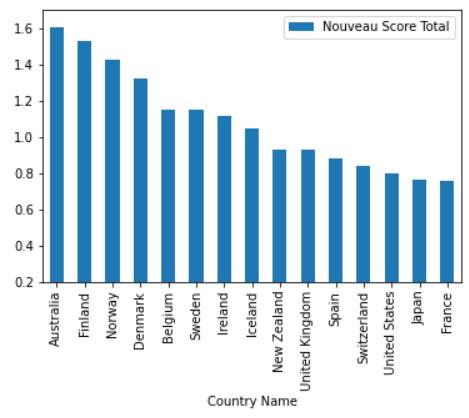 Nouveau Score Total
1.6
1.4
1.2
1.0
0.8
0.6
0.4
0.2
Australia
Finland
Norway
Denmark
Belgium
Sweden
Ireland
Iceland
New Zealand
United Kingdom
Spain
Switzerland
United States
Japan
France
Country Name